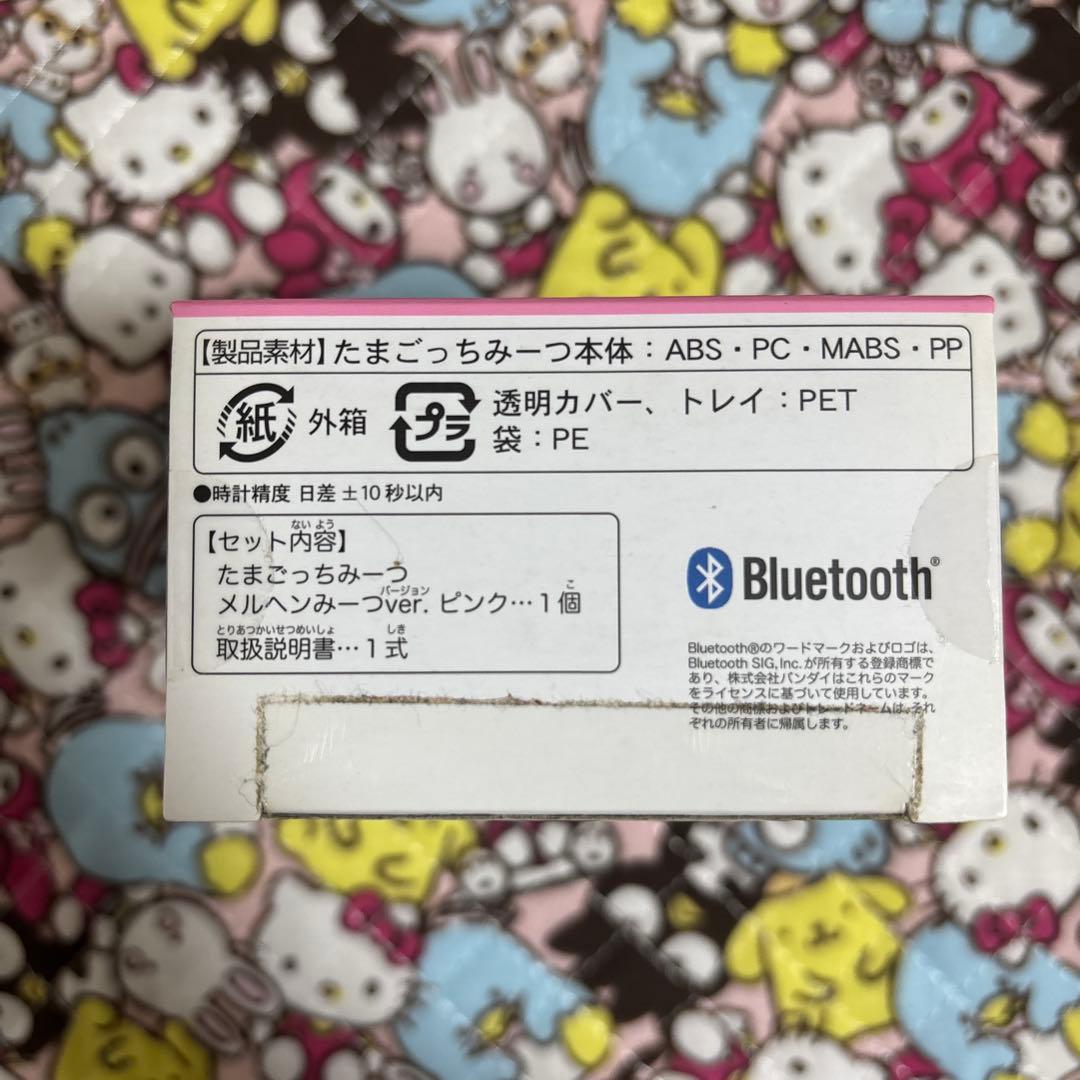 【製品素材】たまごっちみーつ本体：ABS・PC・MABS・PP
紙 外箱 プラ 透明カバー、トレイ：PET
袋：PE
●時計精度 日差 ±10秒以内
ないよう
【セット内容】
たまごっちみーつ
バージョン こ
メルヘンみーつver. ピンク…1個
とりあつかいせつめいしょ しき
取扱説明書…1式
Bluetooth®
Bluetooth®のワードマークおよびロゴは、
Bluetooth SIG, Inc. が所有する登録商標で
あり、株式会社バンダイはこれらのマーク
をライセンスに基づいて使用しています。
その他の商標およびトレードネームは、それ
ぞれの所有者に帰属します。